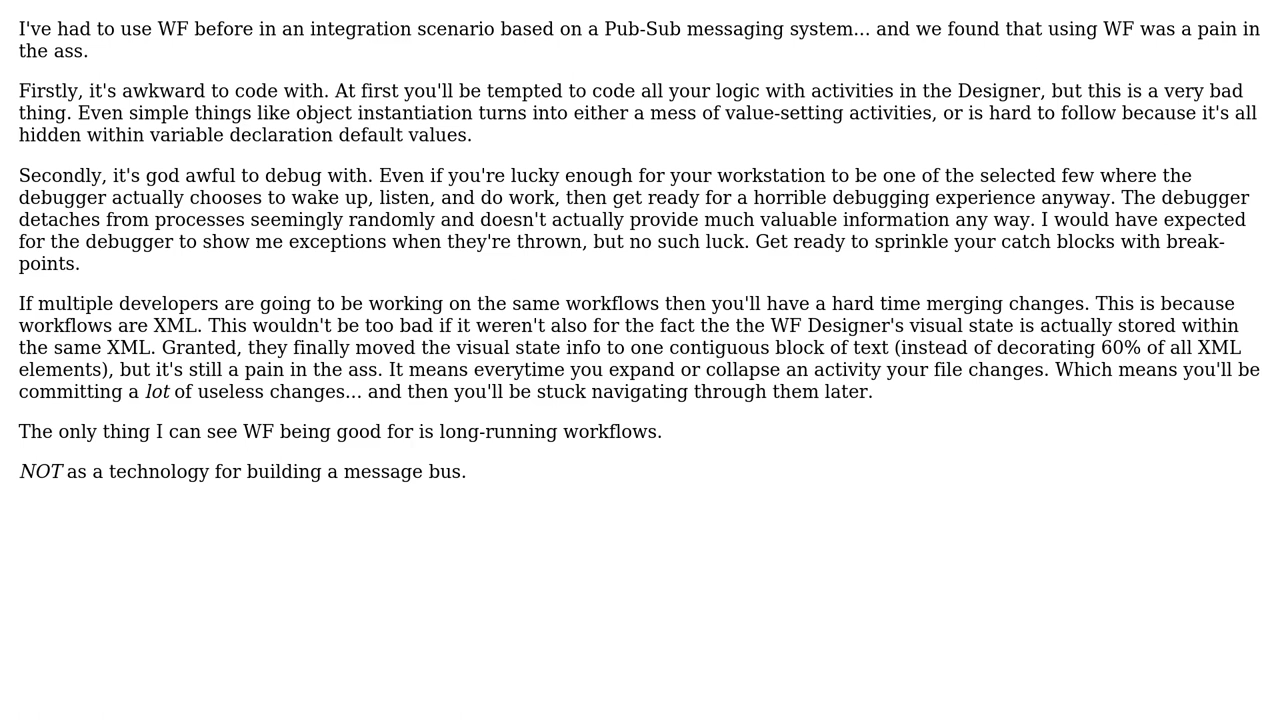 I've had to use WF before in an integration scenario based on a Pub-Sub messaging system... and we found that using WF was a pain in
the ass.
Firstly, it's awkward to code with. At first you'll be tempted to code all your logic with activities in the Designer, but this is a very bad
thing. Even simple things like object instantiation turns into either a mess of value-setting activities, or is hard to follow because it's all
hidden within variable declaration default values.
Secondly, it's god awful to debug with. Even if you're lucky enough for your workstation to be one of the selected few where the
debugger actually chooses to wake up, listen, and do work, then get ready for a horrible debugging experience anyway. The debugger
detaches from processes seemingly randomly and doesn't actually provide much valuable information any way. I would have expected
for the debugger to show me exceptions when they're thrown, but no such luck. Get ready to sprinkle your catch blocks with break-
points.
If multiple developers are going to be working on the same workflows then you'll have a hard time merging changes. This is because
workflows are XML. This wouldn't be too bad if it weren't also for the fact the the WF Designer's visual state is actually stored within
the same XML. Granted, they finally moved the visual state info to one contiguous block of text (instead of decorating 60% of all XML
elements), but it's still a pain in the ass. It means everytime you expand or collapse an activity your file changes. Which means you'll be
committing a lot of useless changes... and then you'll be stuck navigating through them later.
The only thing I can see WF being good for is long-running workflows.
NOT as a technology for building a message bus.